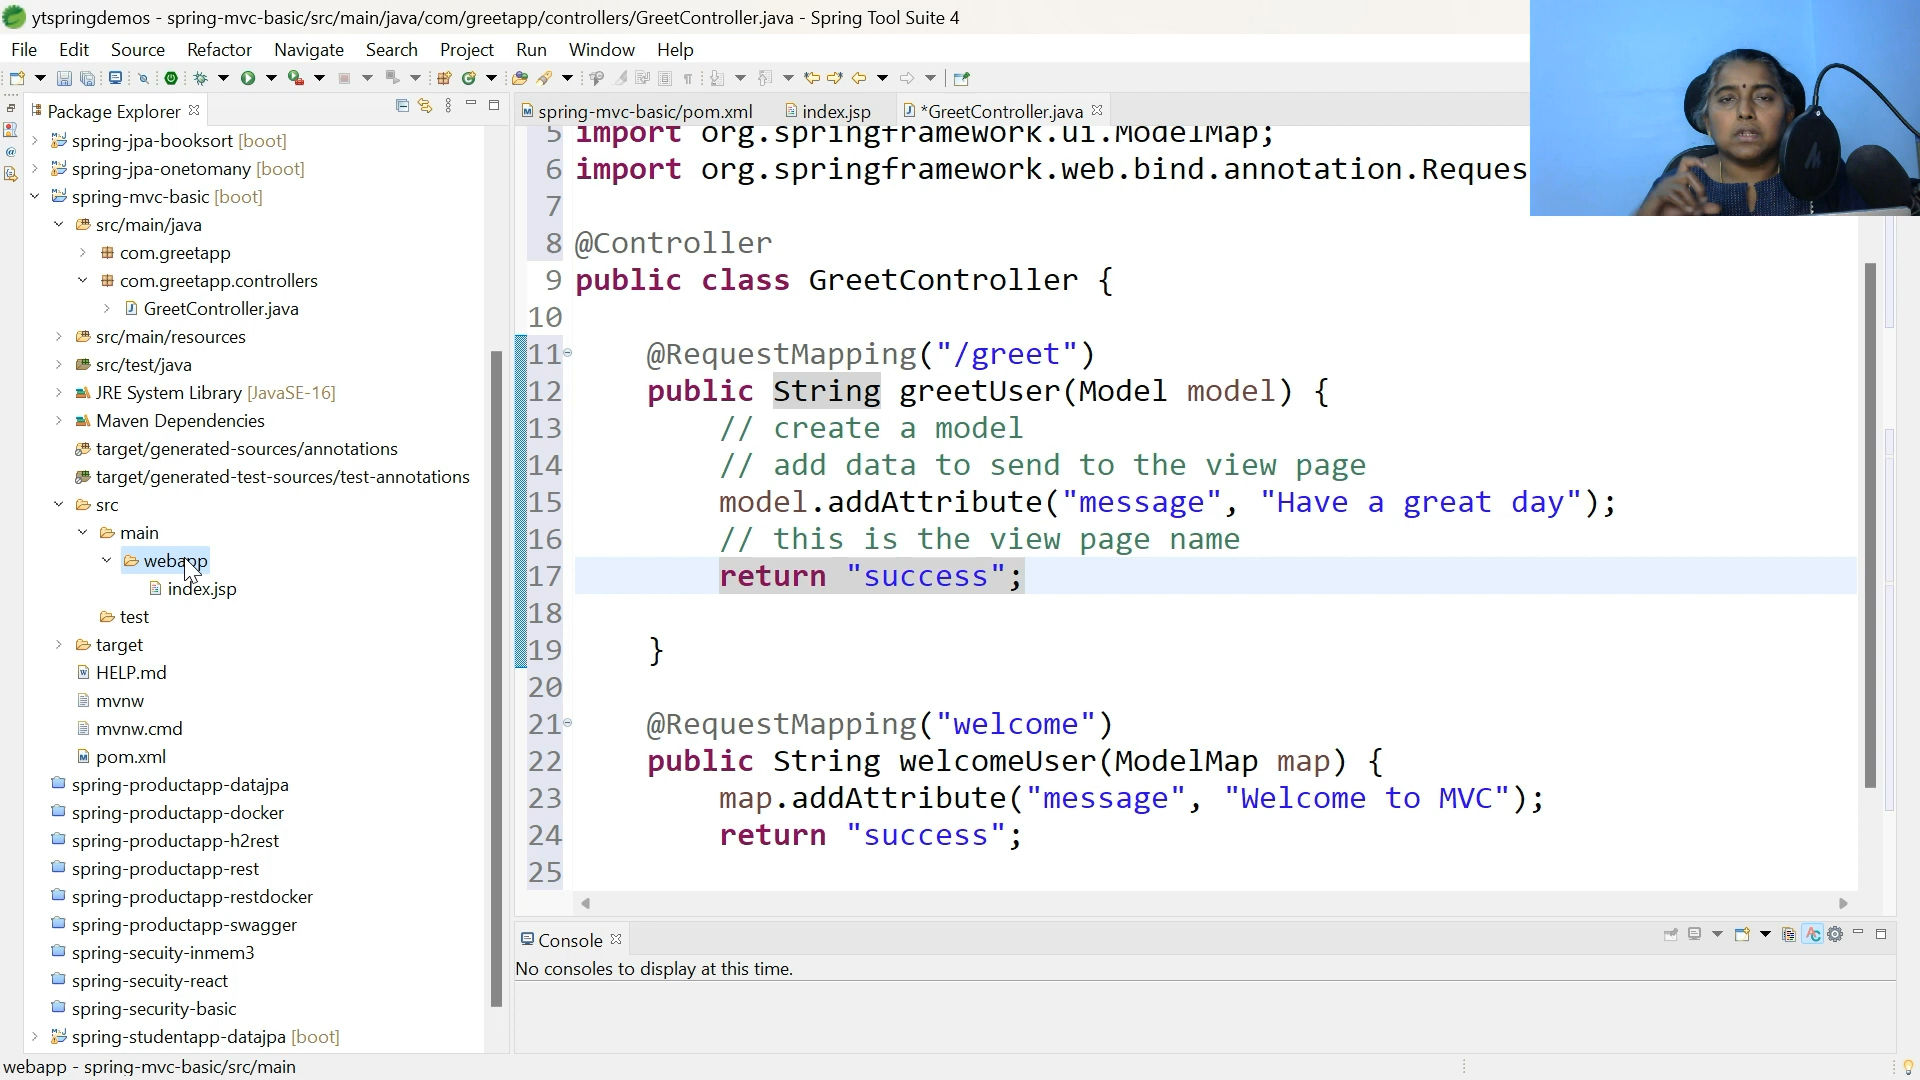 ytspringdemos - spring-mvc-basic/src/main/java/com/greetapp/controllers/GreetController.java - Spring Tool Suite 4
File Edit Source Refactor Navigate Search Project Run Window Help
Package Explorer
spring-jpa-booksort [boot]
spring-jpa-onetomany [boot]
spring-mvc-basic [boot]
src/main/java
com.greetapp
com.greetapp.controllers
GreetController.java
src/main/resources
src/test/java
JRE System Library [JavaSE-16]
Maven Dependencies
target/generated-sources/annotations
target/generated-test-sources/test-annotations
src
main
webapp
index.jsp
test
target
HELP.md
mvnw
mvnw.cmd
pom.xml
spring-productapp-datajpa
spring-productapp-docker
spring-productapp-h2rest
spring-productapp-rest
spring-productapp-restdocker
spring-productapp-swagger
spring-secuity-inmem3
spring-secuity-react
spring-security-basic
spring-studentapp-datajpa [boot]
spring-mvc-basic/pom.xml index.jsp *GreetController.java
5 import org.springframework.ui.ModelMap;
6 import org.springframework.web.bind.annotation.Reques
7
8 @Controller
9 public class GreetController {
10
11 @RequestMapping("/greet")
12 public String greetUser(Model model) {
13 // create a model
14 // add data to send to the view page
15 model.addAttribute("message", "Have a great day");
16 // this is the view page name
17 return "success";
18
19 }
20
21 @RequestMapping("welcome")
22 public String welcomeUser(ModelMap map) {
23 map.addAttribute("message", "Welcome to MVC");
24 return "success";
25
Console
No consoles to display at this time.
webapp - spring-mvc-basic/src/main